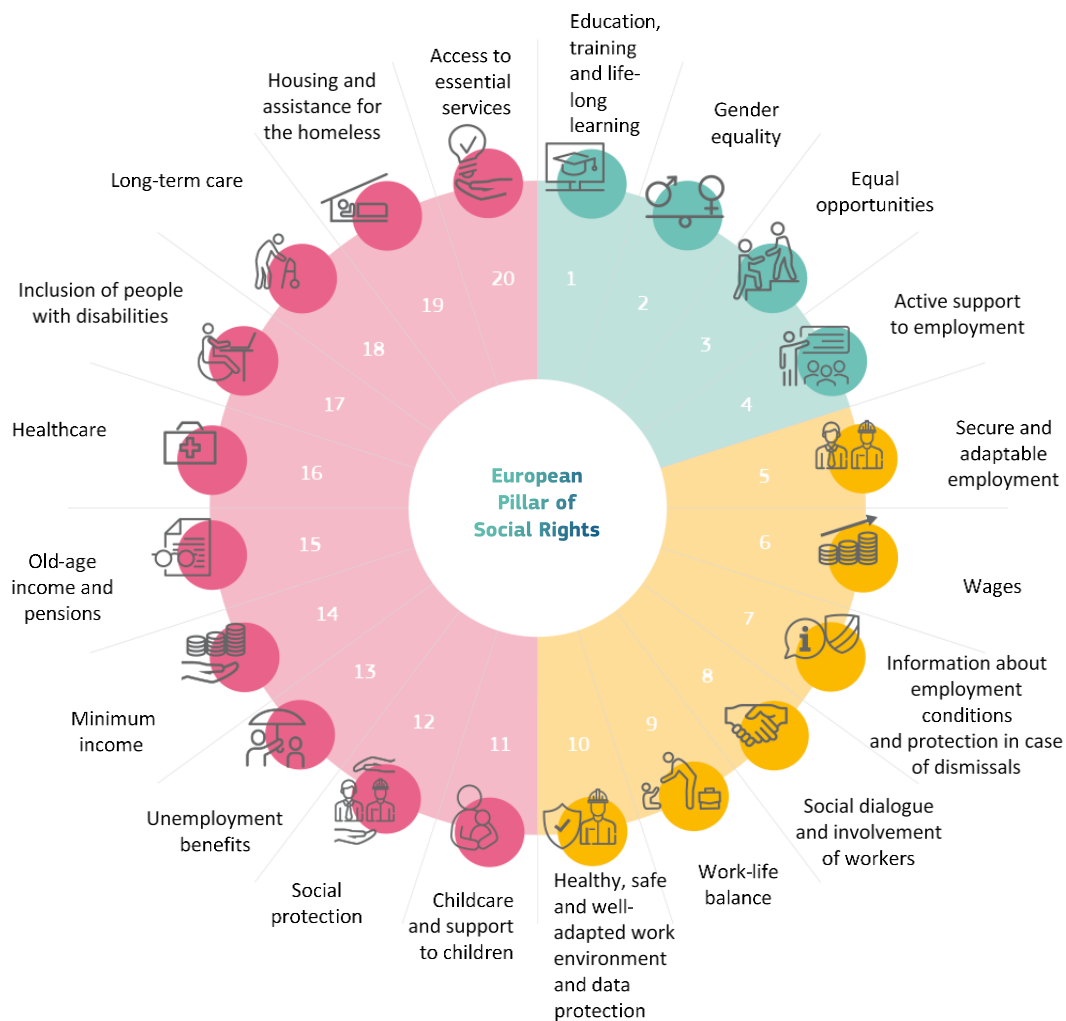 European
Pillar of
Social Rights
Education,
training
and life-
long
learning
1
Gender
equality
2
Equal
opportunities
3
Active support
to employment
4
Secure and
adaptable
employment
5
Wages
6
Information about
employment
conditions
and protection in case
of dismissals
7
Social dialogue
and involvement
of workers
8
Work-life
balance
9
Healthy, safe
and well-
adapted work
environment
and data
protection
10
Childcare
and support
to children
11
Social
protection
12
Unemployment
benefits
13
Minimum
income
14
Old-age
income and
pensions
15
Healthcare
16
Inclusion of people
with disabilities
17
Long-term care
18
Housing and
assistance for
the homeless
19
Access to
essential
services
20